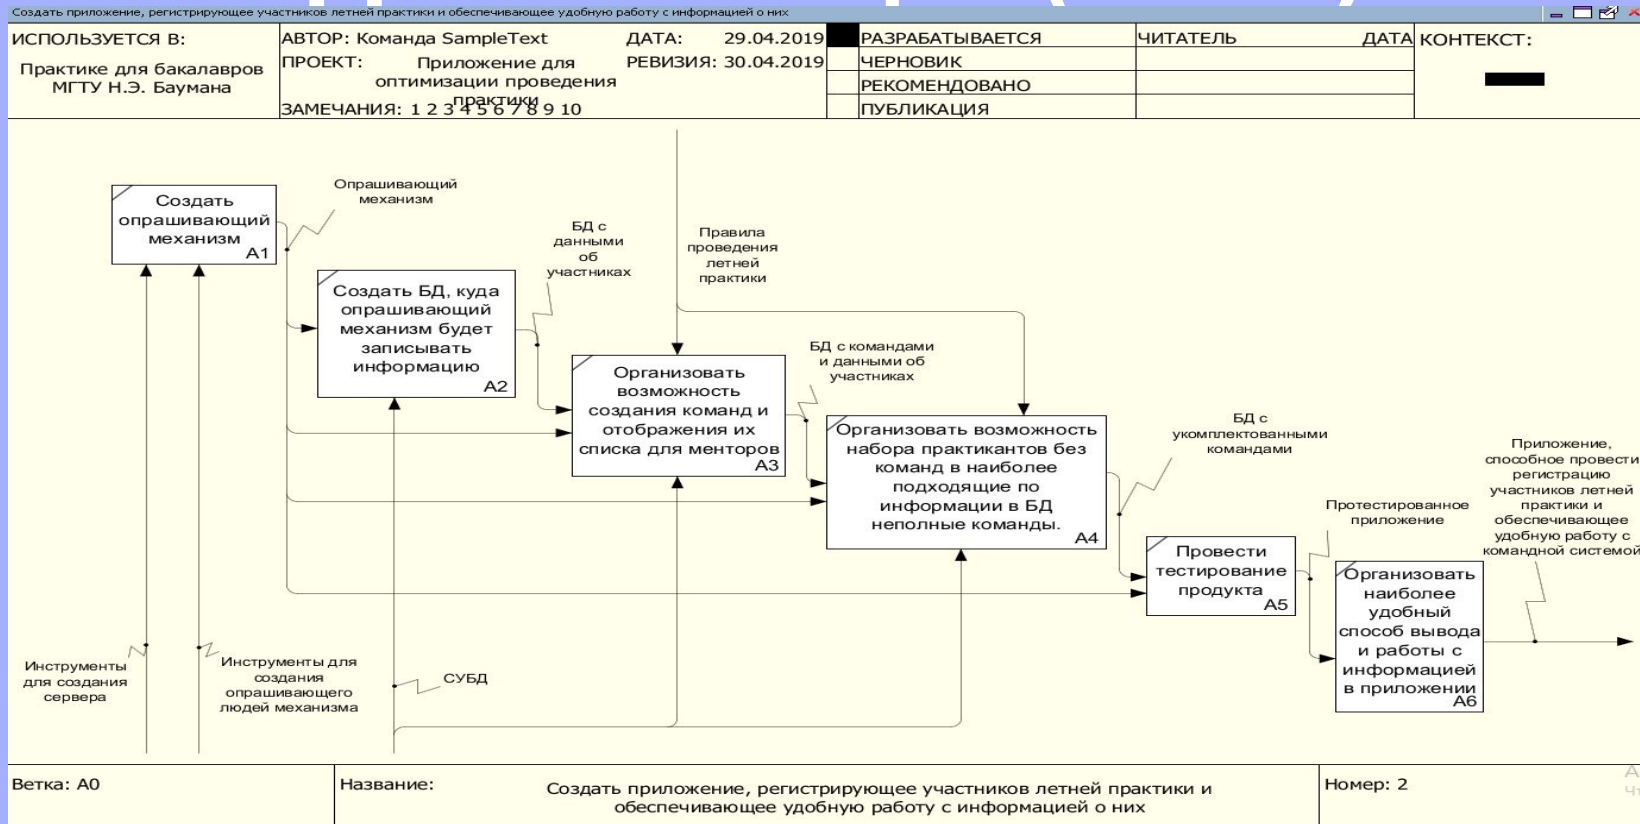 Создать приложение, регистрирующее участников летней практики и обеспечивающее удобную работу с информацией о них
ИСПОЛЬЗУЕТСЯ В:
Практике для бакалавров
МГТУ Н.Э. Баумана
АВТОР: Команда SampleText
ДАТА: 29.04.2019
ПРОЕКТ: Приложение для
оптимизации проведения
практики
РЕВИЗИЯ: 30.04.2019
ЗАМЕЧАНИЯ: 1 2 3 4 5 6 7 8 9 10
РАЗРАБАТЫВАЕТСЯ
ЧЕРНОВИК
РЕКОМЕНДОВАНО
ПУБЛИКАЦИЯ
ЧИТАТЕЛЬ
ДАТА
КОНТЕКСТ:
Создать
опрашивающий
механизм
A1
Опрашивающий
механизм
Создать БД, куда
опрашивающий
механизм будет
записывать
информацию
A2
БД с
данными
об
участниках
Правила
проведения
летней
практики
Организовать
возможность
создания команд и
отображения их
списка для менторов
A3
БД с командами
и данными об
участниках
Организовать возможность
набора практикантов без
команд в наиболее
подходящие по
информации в БД
неполные команды.
A4
БД с
укомплектованными
командами
Провести
тестирование
продукта
A5
Протестированное
приложение
Организовать
наиболее
удобный
способ вывода
и работы с
информацией
в приложении
A6
Приложение,
способное провести
регистрацию
участников летней
практики и
обеспечивающее
удобную работу с
командной системой
Инструменты
для создания
сервера
Инструменты для
создания
опрашивающего
людей механизма
СУБД
Ветка: A0
Название:
Создать приложение, регистрирующее участников летней практики и
обеспечивающее удобную работу с информацией о них
Номер: 2